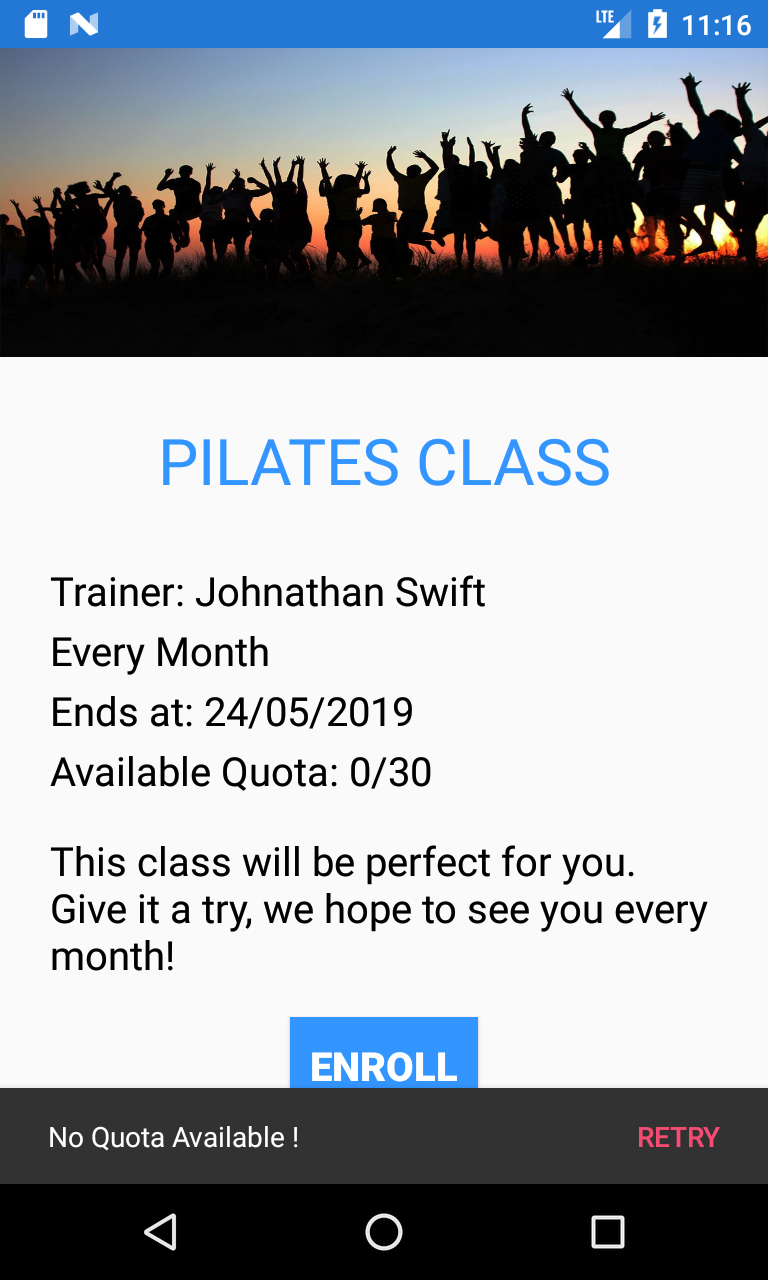 LTE 11:16
PILATES CLASS
Trainer: Johnathan Swift
Every Month
Ends at: 24/05/2019
Available Quota: 0/30
This class will be perfect for you.
Give it a try, we hope to see you every
month!
ENROLL
No Quota Available ! RETRY